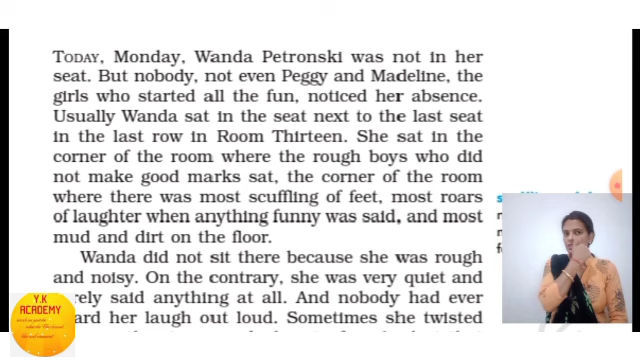 TODAY, Monday, Wanda Petronski was not in her
seat. But nobody, not even Peggy and Madeline, the
girls who started all the fun, noticed her absence.
Usually Wanda sat in the seat next to the last seat
in the last row in Room Thirteen. She sat in the
corner of the room where the rough boys who did
not make good marks sat, the corner of the room
where there was most scuffling of feet, most roars
of laughter when anything funny was said, and most
mud and dirt on the floor.
Wanda did not sit there because she was rough
and noisy. On the contrary, she was very quiet and
rely said anything at all. And nobody had ever
ard her laugh out loud. Sometimes she twisted
Y.K
ACADEMY